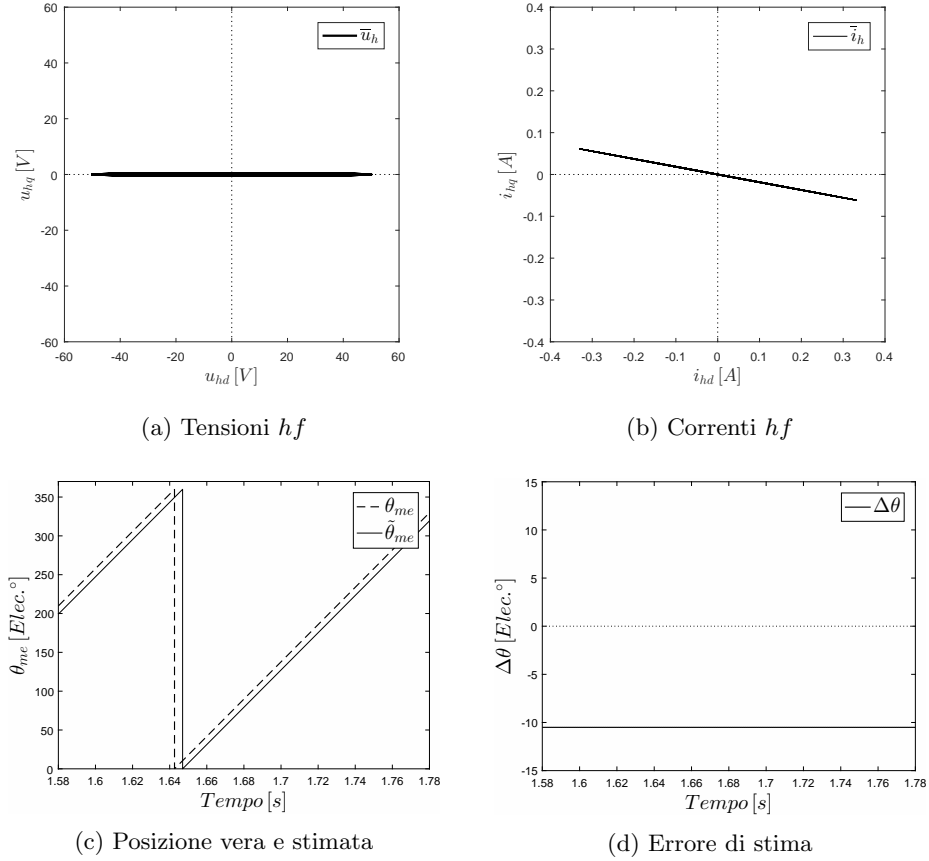 60
40
20
0
-20
-40
-60
-60 -40 -20 0 20 40 60
u_hq [V]
u_hd [V]
u̅_h
(a) Tensioni hf
0.4
0.3
0.2
0.1
0
-0.1
-0.2
-0.3
-0.4
-0.4 -0.3 -0.2 -0.1 0 0.1 0.2 0.3 0.4
i_hq [A]
i_hd [A]
i̅_h
(b) Correnti hf
350
300
250
200
150
100
50
0
1.58 1.6 1.62 1.64 1.66 1.68 1.7 1.72 1.74 1.76 1.78
θ_me [Elec.°]
Tempo [s]
θ_me
θ̃_me
(c) Posizione vera e stimata
15
10
5
0
-5
-10
-15
1.58 1.6 1.62 1.64 1.66 1.68 1.7 1.72 1.74 1.76 1.78
Δθ [Elec.°]
Tempo [s]
Δθ
(d) Errore di stima